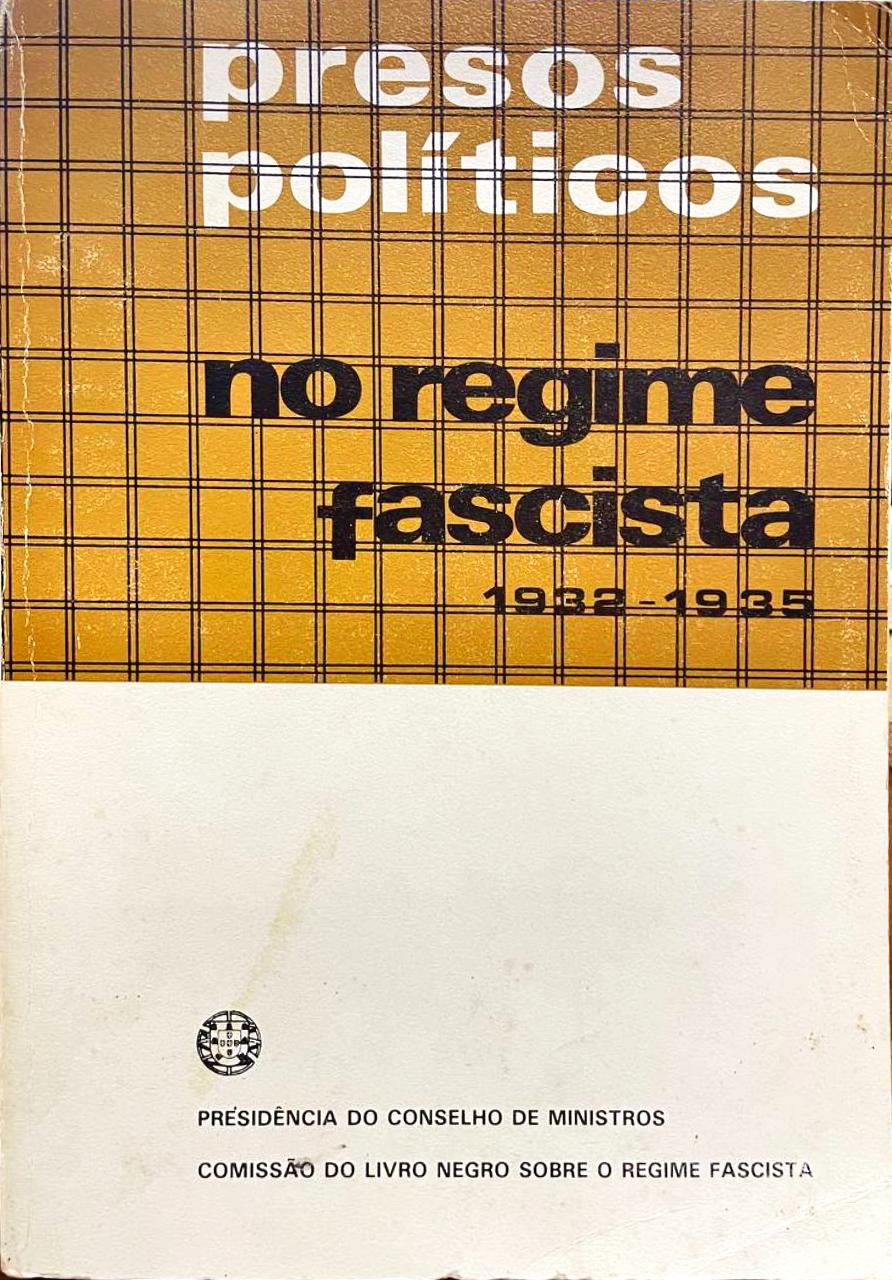 presos
políticos
no regime
fascista
1932-1935
PRESIDÊNCIA DO CONSELHO DE MINISTROS
COMISSÃO DO LIVRO NEGRO SOBRE O REGIME FASCISTA